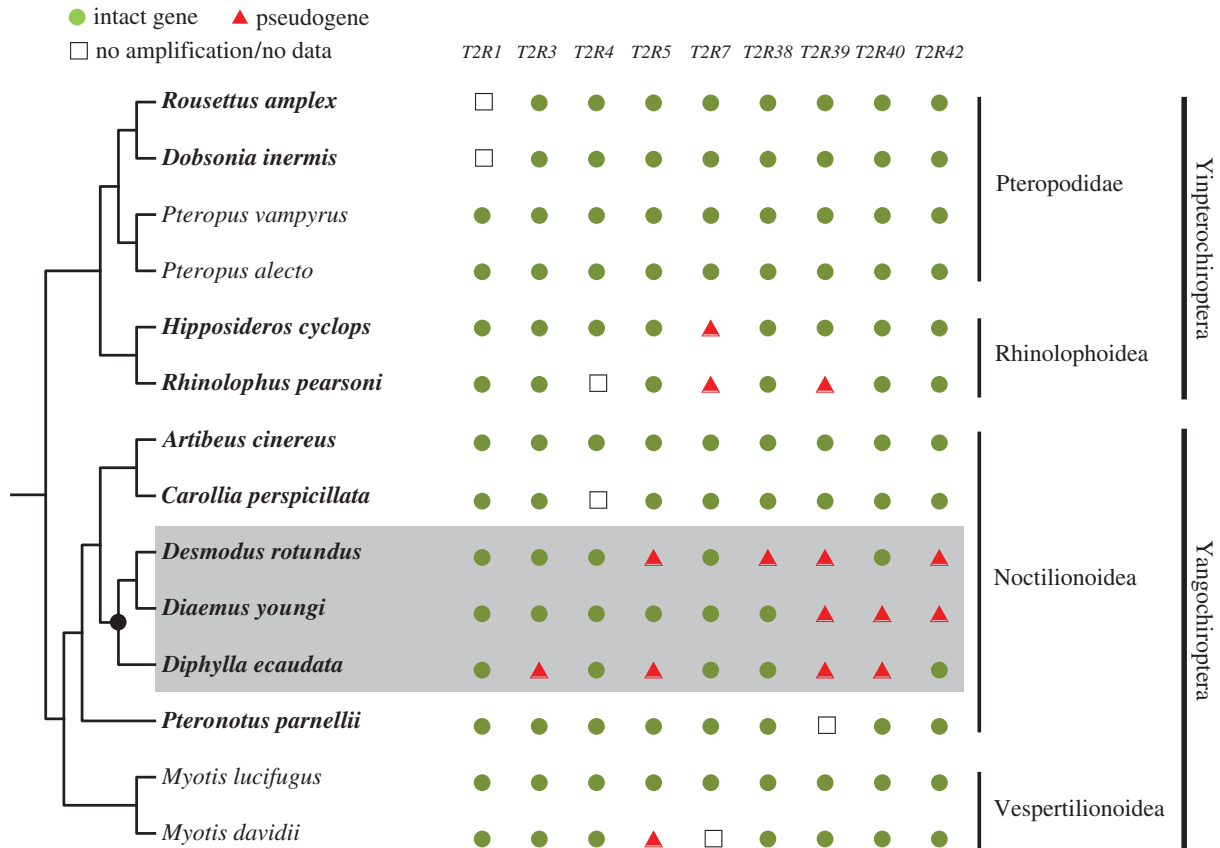 intact gene pseudogene
no amplification/no data
T2R1 T2R3 T2R4 T2R5 T2R7 T2R38 T2R39 T2R40 T2R42
Rousettus amplex
Dobsonia inermis
Pteropus vampyrus
Pteropus alecto
Hipposideros cyclops
Rhinolophus pearsoni
Artibeus cinereus
Carollia perspicillata
Desmodus rotundus
Diaemus youngi
Diphylla ecaudata
Pteronotus parnellii
Myotis lucifugus
Myotis davidii
Pteropodidae
Rhinolophoidea
Noctilionoidea
Vespertilionoidea
Yinpterochiroptera
Yangochiroptera